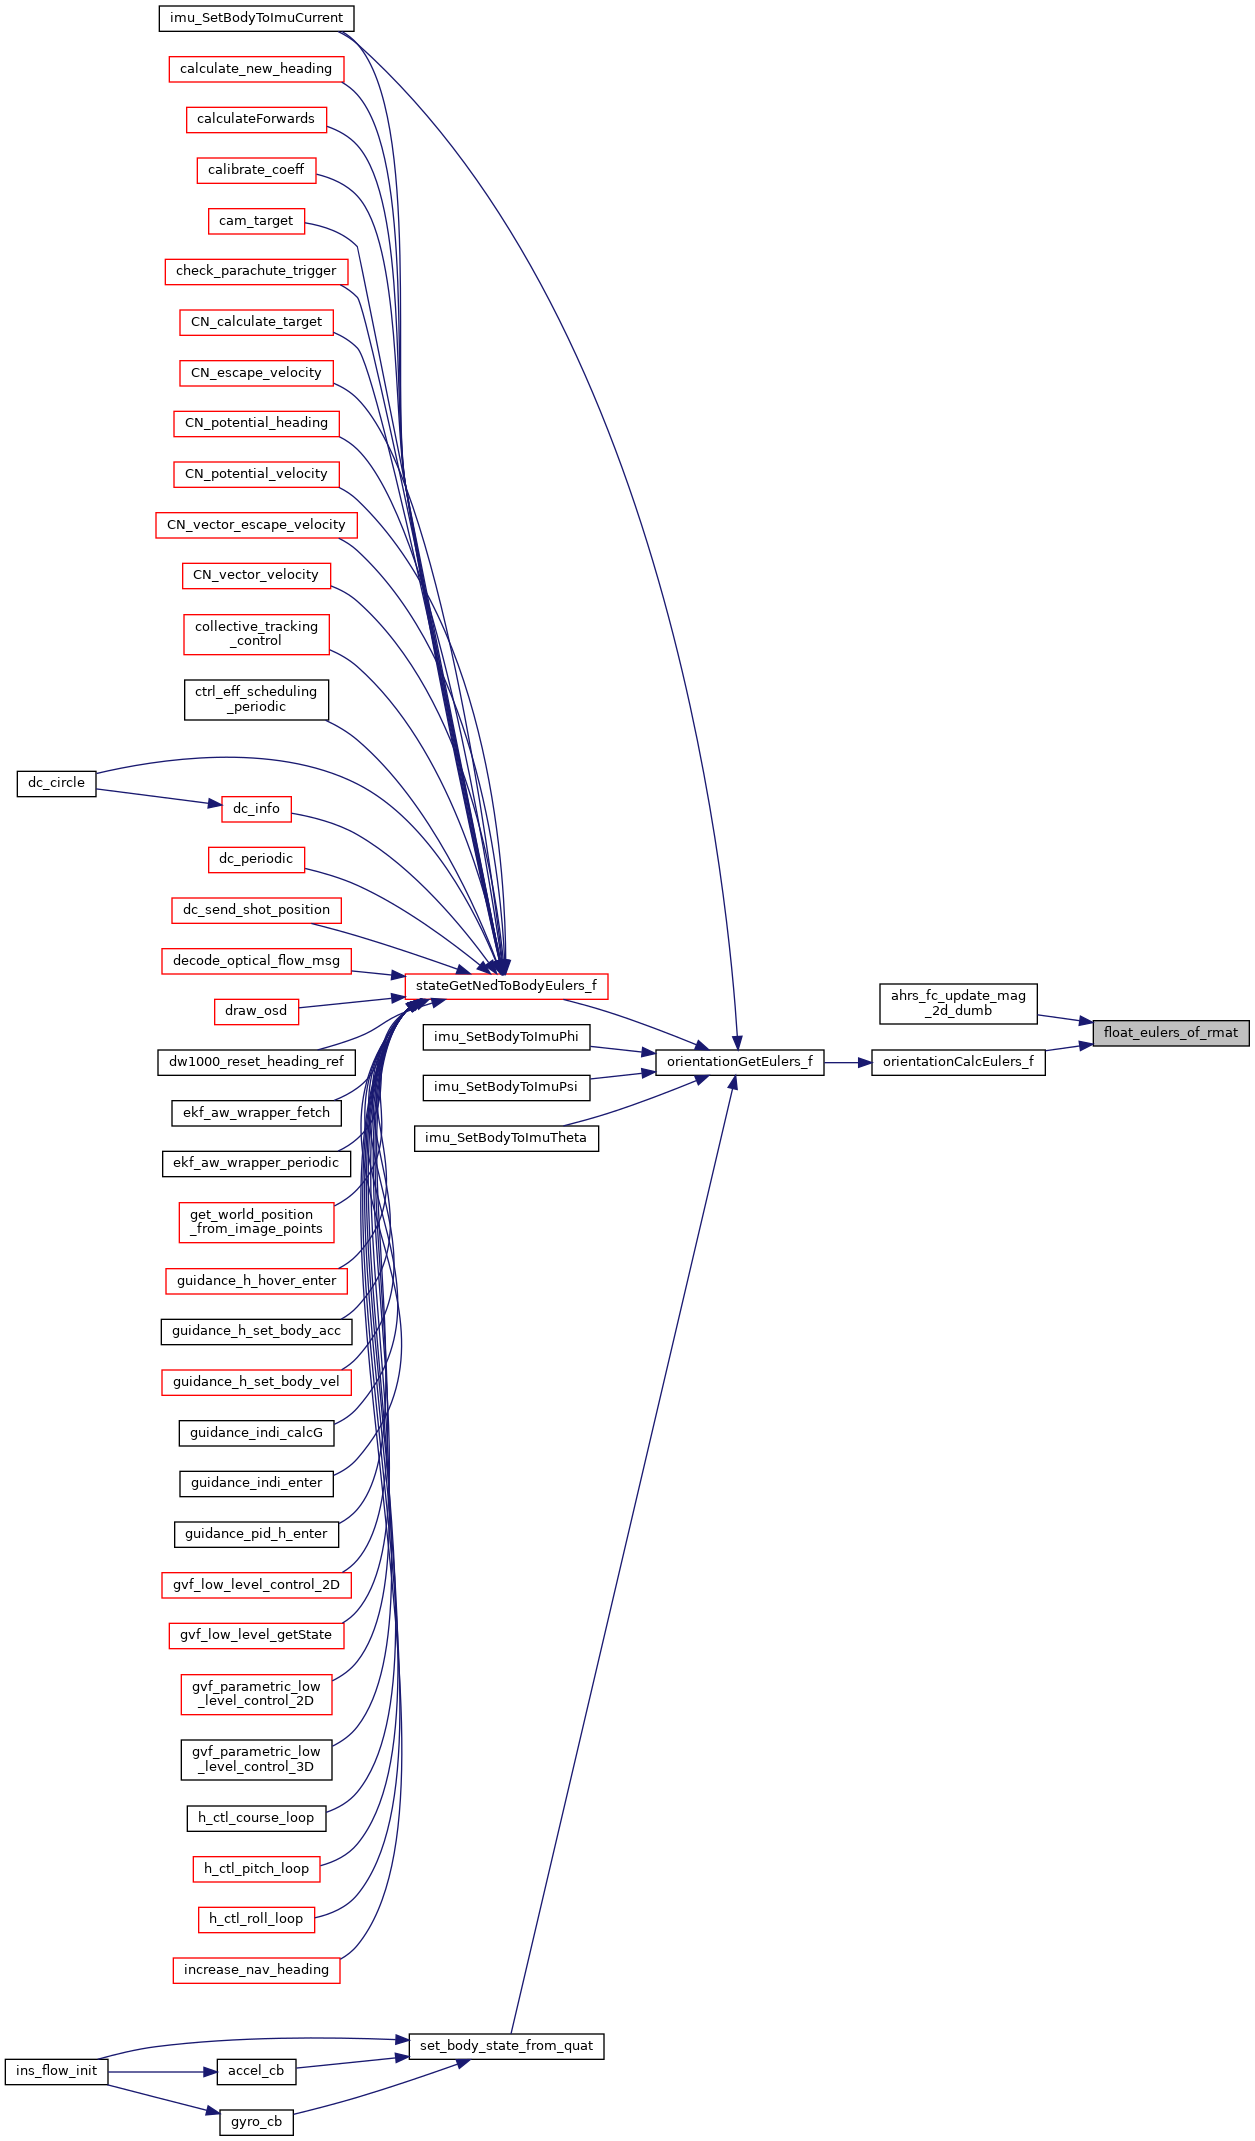 imu_SetBodyToImuCurrent
calculate_new_heading
calculateForwards
calibrate_coeff
cam_target
check_parachute_trigger
CN_calculate_target
CN_escape_velocity
CN_potential_heading
CN_potential_velocity
CN_vector_escape_velocity
CN_vector_velocity
collective_tracking
_control
ctrl_eff_scheduling
_periodic
dc_circle
dc_info
dc_periodic
dc_send_shot_position
decode_optical_flow_msg
stateGetNedToBodyEulers_f
draw_osd
ahrs_fc_update_mag
_2d_dumb
float_eulers_of_rmat
imu_SetBodyToImuPhi
dw1000_reset_heading_ref
orientationGetEulers_f
orientationCalcEulers_f
imu_SetBodyToImuPsi
ekf_aw_wrapper_fetch
imu_SetBodyToImuTheta
ekf_aw_wrapper_periodic
get_world_position
_from_image_points
guidance_h_hover_enter
guidance_h_set_body_acc
guidance_h_set_body_vel
guidance_indi_calcG
guidance_indi_enter
guidance_pid_h_enter
gvf_low_level_control_2D
gvf_low_level_getState
gvf_parametric_low
_level_control_2D
gvf_parametric_low
_level_control_3D
h_ctl_course_loop
h_ctl_pitch_loop
h_ctl_roll_loop
increase_nav_heading
set_body_state_from_quat
ins_flow_init
accel_cb
gyro_cb